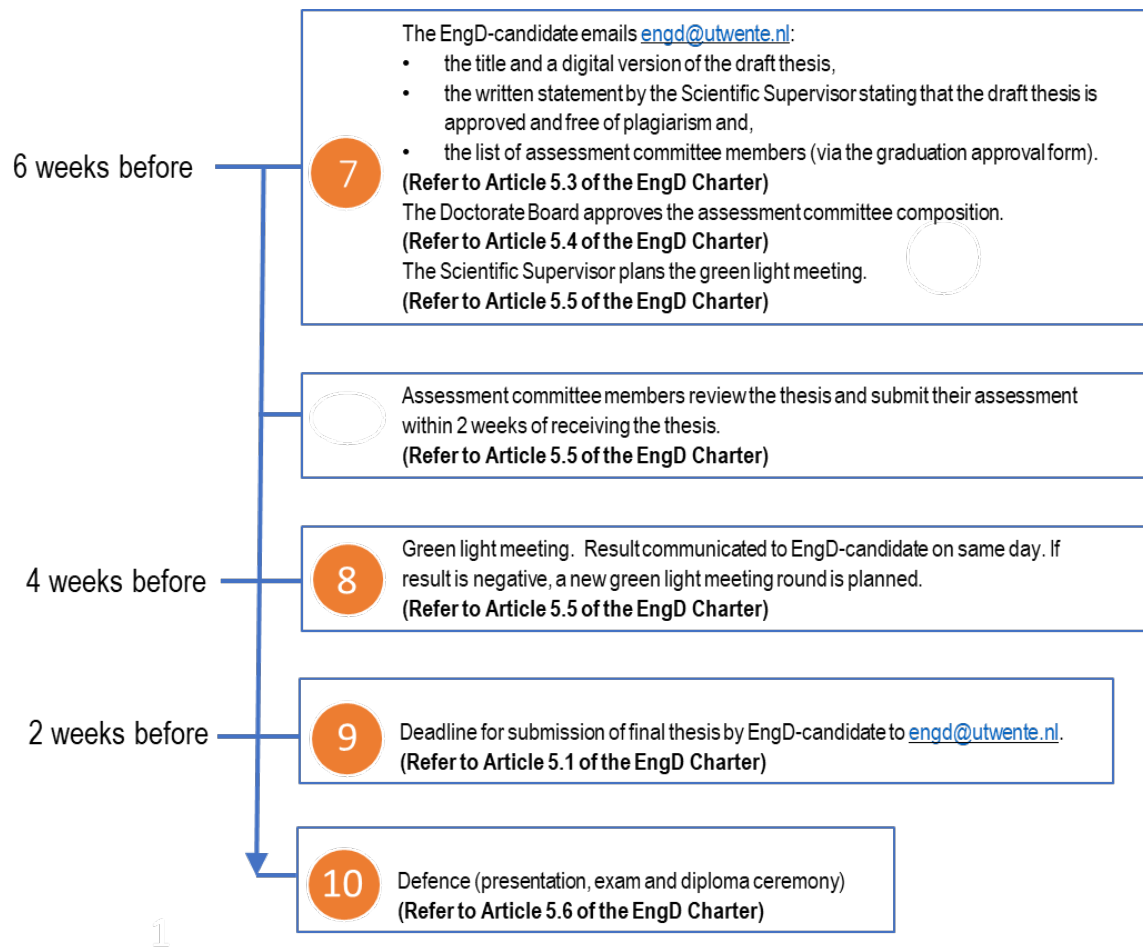 The EngD-candidate emails engd@utwente.nl:
• the title and a digital version of the draft thesis,
• the written statement by the Scientific Supervisor stating that the draft thesis is
approved and free of plagiarism and,
• the list of assessment committee members (via the graduation approval form).
(Refer to Article 5.3 of the EngD Charter)
The Doctorate Board approves the assessment committee composition.
(Refer to Article 5.4 of the EngD Charter)
The Scientific Supervisor plans the green light meeting.
(Refer to Article 5.5 of the EngD Charter)
6 weeks before
7
Assessment committee members review the thesis and submit their assessment
within 2 weeks of receiving the thesis.
(Refer to Article 5.5 of the EngD Charter)
4 weeks before
8
Green light meeting. Result communicated to EngD-candidate on same day. If
result is negative, a new green light meeting round is planned.
(Refer to Article 5.5 of the EngD Charter)
2 weeks before
9
Deadline for submission of final thesis by EngD-candidate to engd@utwente.nl.
(Refer to Article 5.1 of the EngD Charter)
10
Defence (presentation, exam and diploma ceremony)
(Refer to Article 5.6 of the EngD Charter)
1